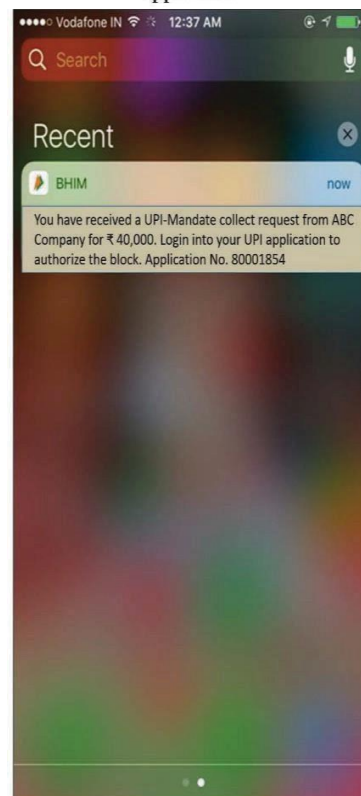 Vodafone IN 12:37 AM
Search
Recent
BHIM now
You have received a UPI-Mandate collect request from ABC
Company for ₹ 40,000. Login into your UPI application to
authorize the block. Application No. 80001854